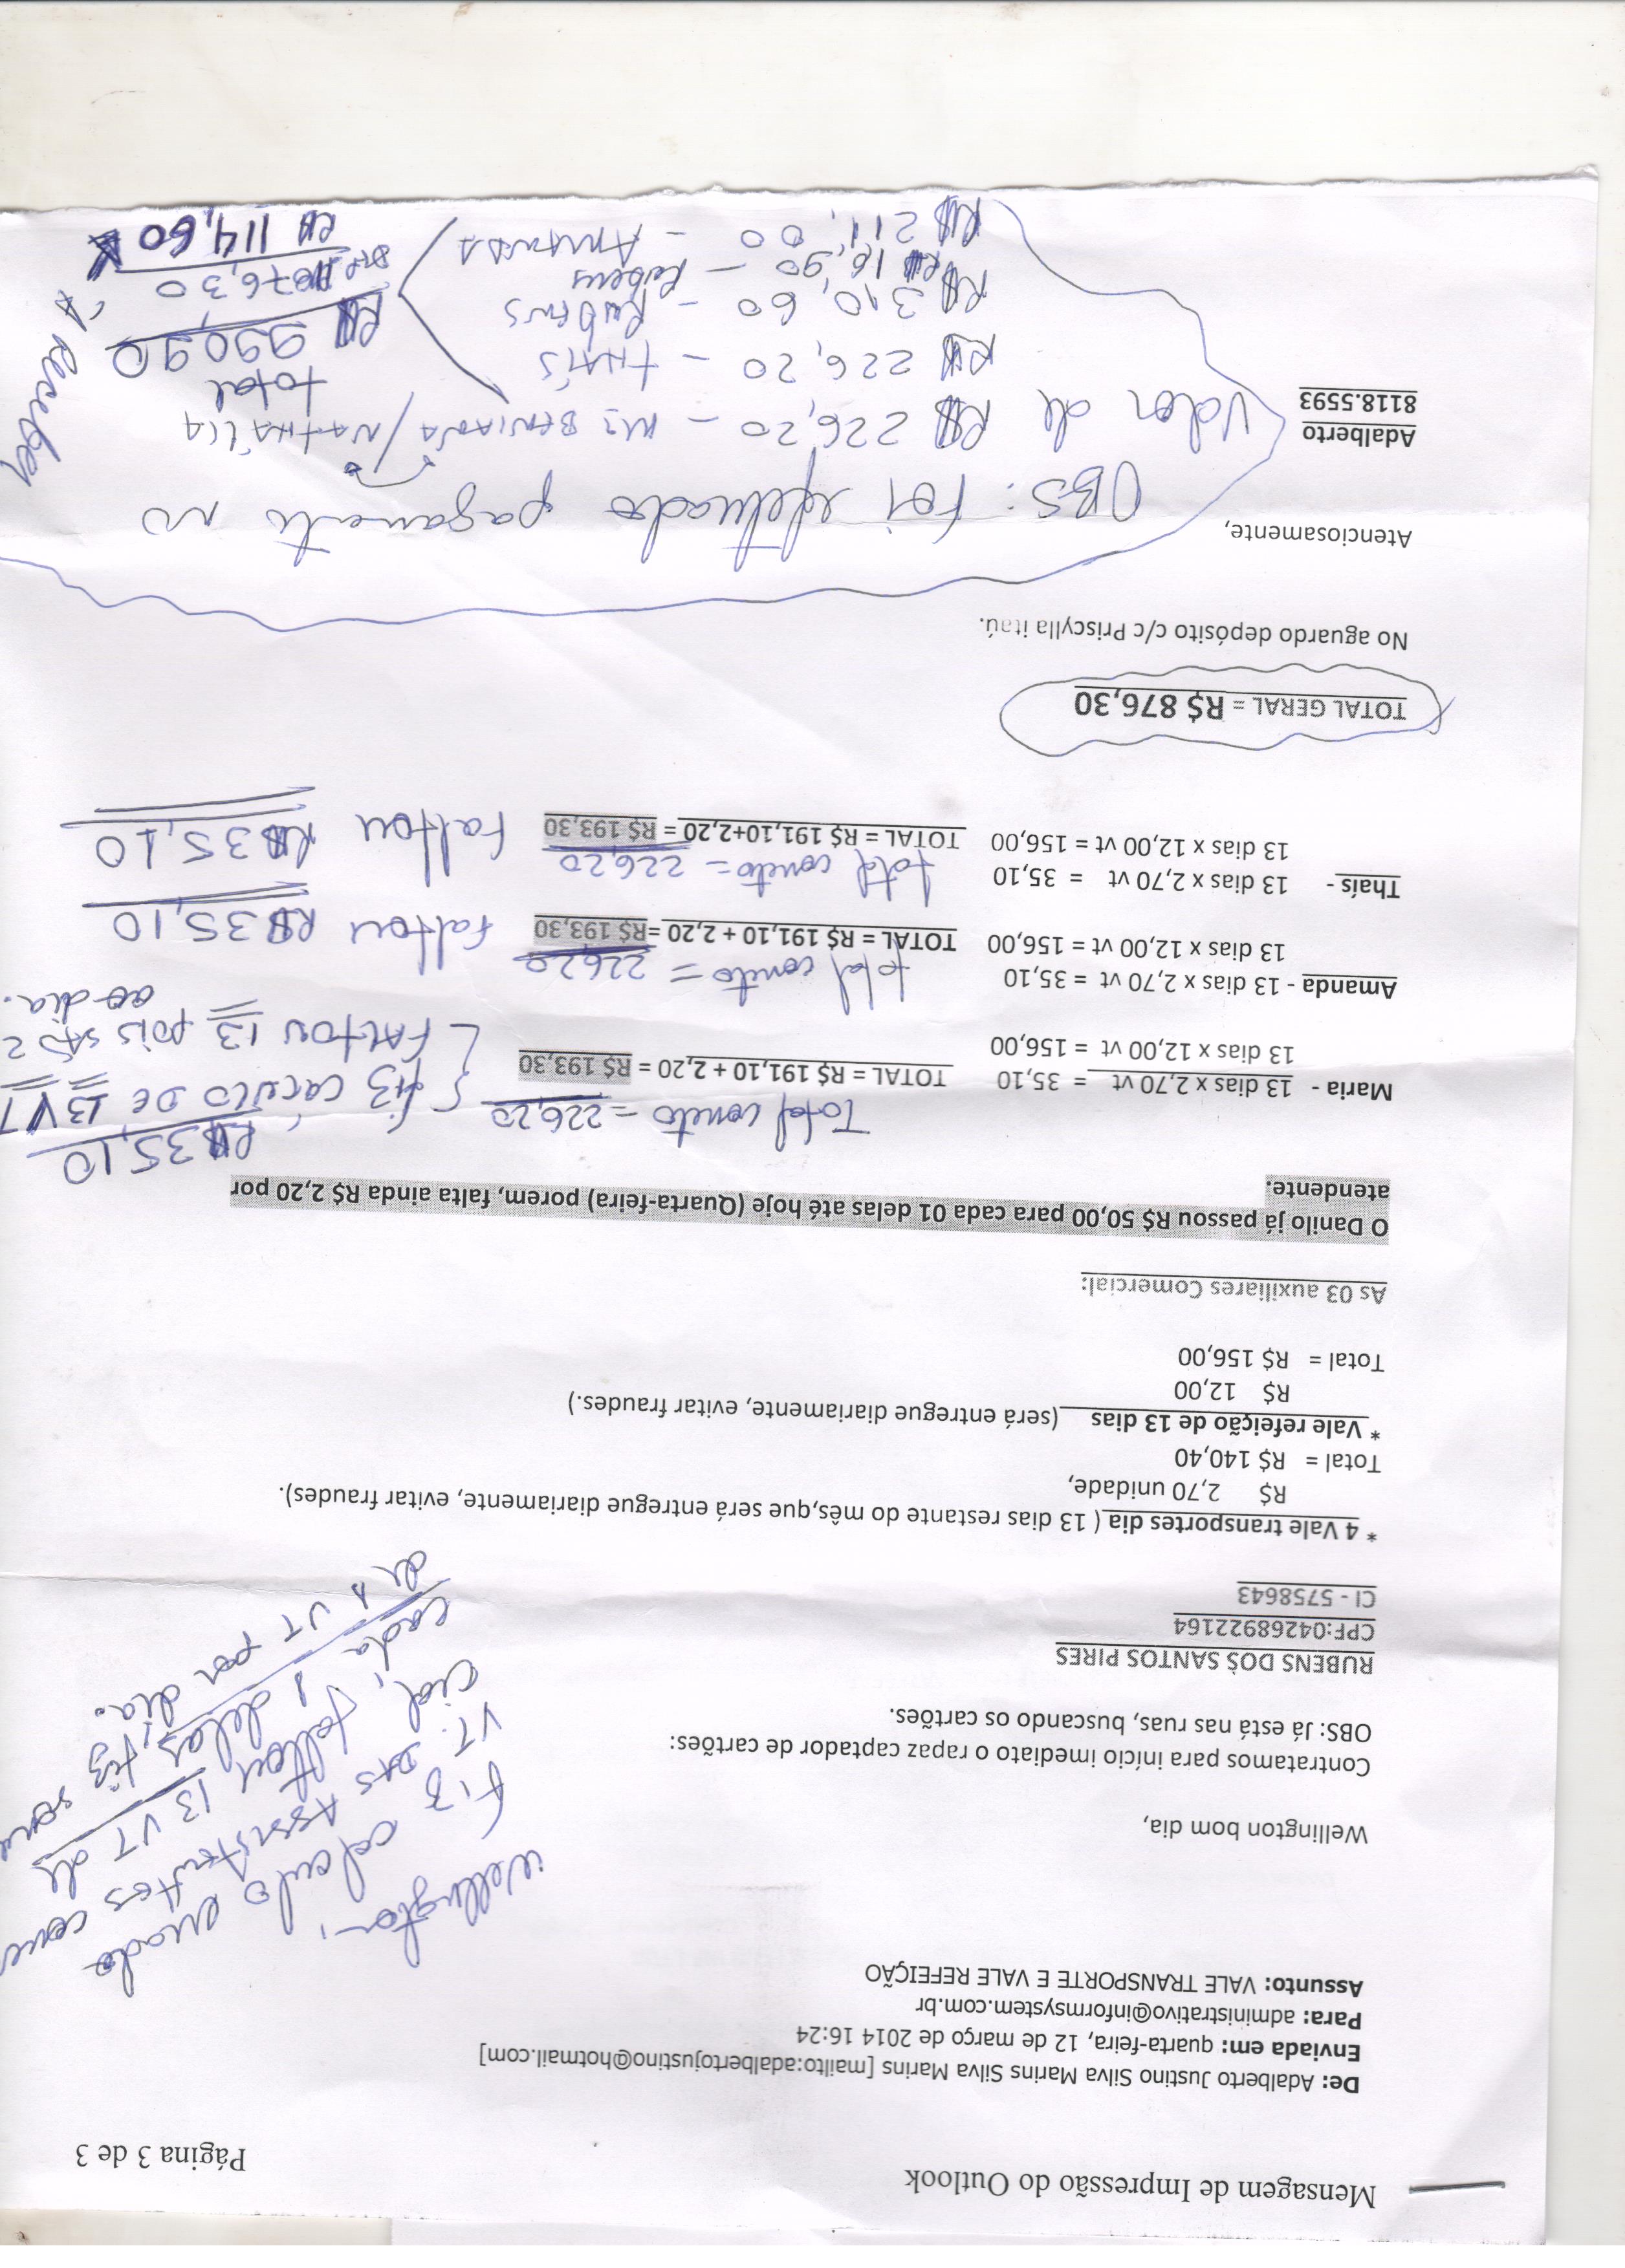 Mensagem de Impressão do Outlook
Página 3 de 3
De: Adalberto Justino Silva Marins Silva Marins [mailto:adalbertojustino@hotmail.com]
Enviada em: quarta-feira, 12 de março de 2014 16:24
Para: administrativo@informsystem.com.br
Assunto: VALE TRANSPORTE E VALE REFEIÇÃO
Wellington,
Fiz calculo errado
VT. das Assistentes come
cial, faltou 13 VT de
cada 1 delas, fiz some
de 1 VT por dia.
Wellington bom dia,
Contratamos para início imediato o rapaz captador de cartões:
OBS: Já está nas ruas, buscando os cartões.
RUBENS DOS SANTOS PIRES
CPF:04268922164
CI - 5758643
* 4 Vale transportes dia ( 13 dias restante do mês,que será entregue diariamente, evitar fraudes).
R$ 2,70 unidade,
Total = R$ 140,40
* Vale refeição de 13 dias (será entregue diariamente, evitar fraudes.)
R$ 12,00
Total = R$ 156,00
As 03 auxiliares Comercial:
O Danilo já passou R$ 50,00 para cada 01 delas até hoje (Quarta-feira) porem, falta ainda R$ 2,20 por
atendente.
Total correto = 226,20
R$ 35,10
Maria - 13 dias x 2,70 vt = 35,10
13 dias x 12,00 vt = 156,00 TOTAL = R$ 191,10 + 2,20 = R$ 193,30
fiz calculo DE 13 VT
FALTOU 13 pois são 2
ao dia.
total correto = 226,20
Amanda - 13 dias x 2,70 vt = 35,10
13 dias x 12,00 vt = 156,00 TOTAL = R$ 191,10 + 2,20 =R$ 193,30 faltou R$ 35,10
total correto = 226,20
Thaís - 13 dias x 2,70 vt = 35,10
13 dias x 12,00 vt = 156,00 TOTAL = R$ 191,10+2,20 = R$ 193,30 Faltou R$ 35,10
TOTAL GERAL = R$ 876,30
No aguardo depósito c/c Priscylla itaú.
Atenciosamente,
OBS: Foi efetuado pagamento no
Adalberto
8118.5593
Valor de R$ 226,20 - Mª / NATHÁLIA
R$ 226,20 - THAÍS
R$ 310,60 - RUBENS
R$ 16,90 - Rubens
R$ 211,00 - AMANDA
total
R$ 990,90
876,30
R$ 114,60
A receber